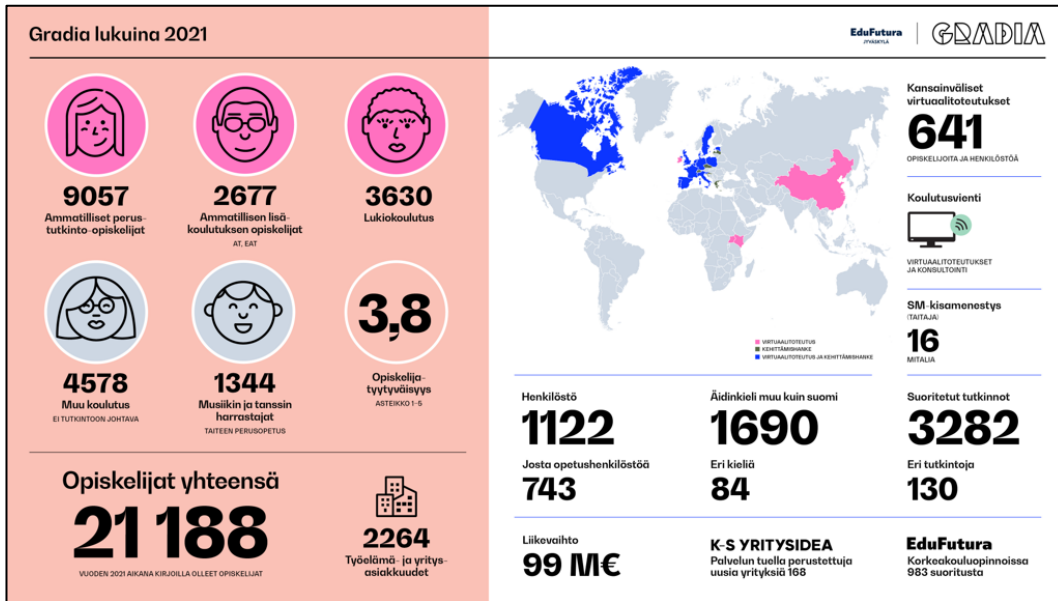 Gradia lukuina 2021
EduFutura
JYVÄSKYLÄ
GRADIA
9057
Ammatilliset perus-
tutkinto-opiskelijat
2677
Ammatillisen lisä-
koulutuksen opiskelijat
AT, EAT
3630
Lukiokoulutus
4578
Muu koulutus
EI TUTKINTOON JOHTAVA
1344
Musiikin ja tanssin
harrastajat
TAITEEN PERUSOPETUS
3,8
Opiskelija-
tyytyväisyys
ASTEIKKO 1–5
Opiskelijat yhteensä
21 188
VUODEN 2021 AIKANA KIRJOILLA OLLEET OPISKELIJAT
2264
Työelämä- ja yritys-
asiakkuudet
VIRTUAALITOTEUTUS
KEHITTÄMISHANKE
VIRTUAALITOTEUTUS JA KEHITTÄMISHANKE
Kansainväliset
virtuaalitoteutukset
641
OPISKELIJOITA JA HENKILÖSTÖÄ
Koulutusvienti
VIRTUAALITOTEUTUKSET
JA KONSULTOINTI
SM-kisamenestys
(TAITAJA)
16
MITALIA
Henkilöstö
1122
Josta opetushenkilöstöä
743
Äidinkieli muu kuin suomi
1690
Eri kieliä
84
Suoritetut tutkinnot
3282
Eri tutkintoja
130
Liikevaihto
99 M€
K-S YRITYSIDEA
Palvelun tuella perustettuja
uusia yrityksiä 168
EduFutura
Korkeakouluopinnoissa
983 suoritusta